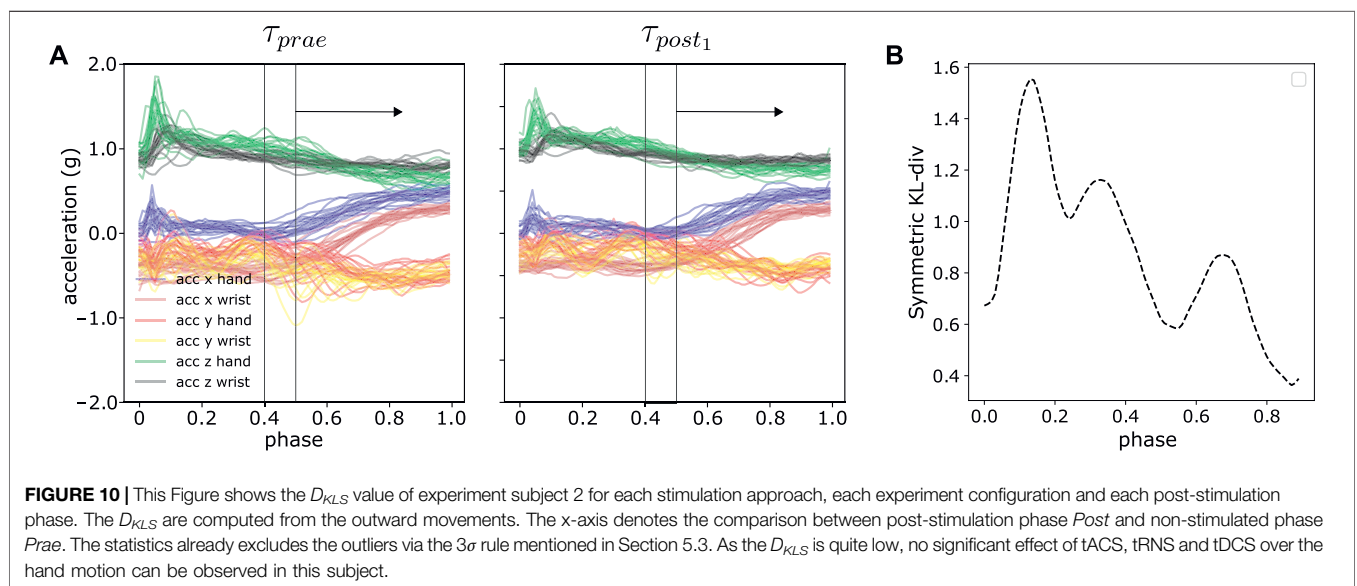 τprae
τpost1
A
B
2.0
1.0
0.0
−1.0
−2.0
acceleration (g)
acc x hand
acc x wrist
acc y hand
acc y wrist
acc z hand
acc z wrist
0 0.2 0.4 0.6 0.8 1.0
phase
0 0.2 0.4 0.6 0.8 1.0
phase
1.6
1.4
1.2
1.0
0.8
0.6
0.4
Symmetric KL-div
0.0 0.2 0.4 0.6 0.8
phase
FIGURE 10 | This Figure shows the DKLS value of experiment subject 2 for each stimulation approach, each experiment configuration and each post-stimulation
phase. The DKLS are computed from the outward movements. The x-axis denotes the comparison between post-stimulation phase Post and non-stimulated phase
Prae. The statistics already excludes the outliers via the 3σ rule mentioned in Section 5.3. As the DKLS is quite low, no significant effect of tACS, tRNS and tDCS over the
hand motion can be observed in this subject.